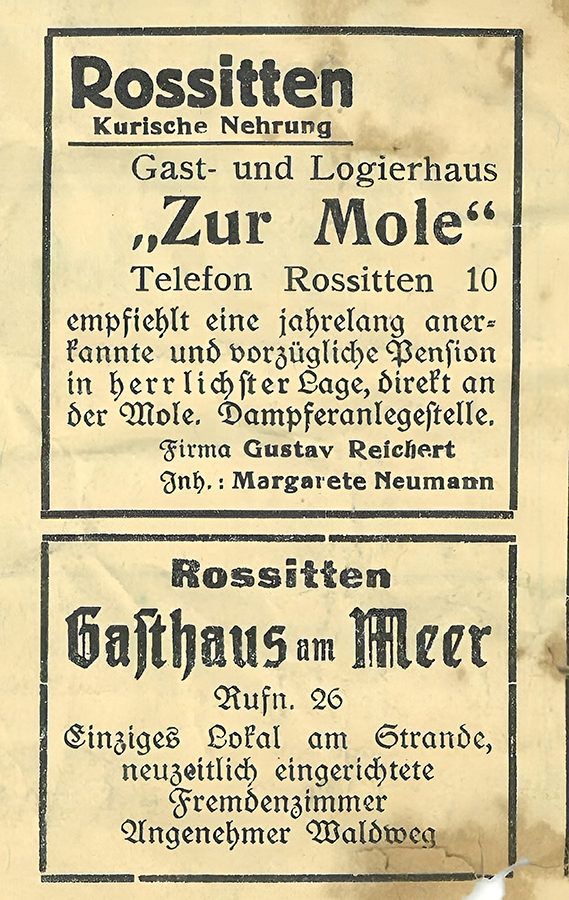 Rossitten
Kurische Nehrung
Gast- und Logierhaus
„Zur Mole“
Telefon Rossitten 10
empfiehlt eine jahrelang aner-
kannte und vorzügliche Pension
in herrlichster Lage, direkt an
der Mole. Dampferanlegestelle.
Firma Gustav Reichert
Inh.: Margarete Neumann
Rossitten
Gasthaus am Meer
Rufn. 26
Einziges Lokal am Strande,
neuzeitlich eingerichtete
Fremdenzimmer
Angenehmer Waldweg